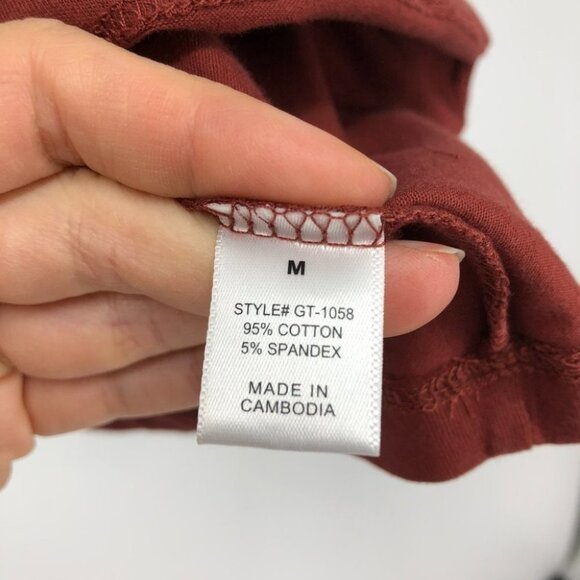 M
STYLE# GT-1058
95% COTTON
5% SPANDEX
MADE IN
CAMBODIA